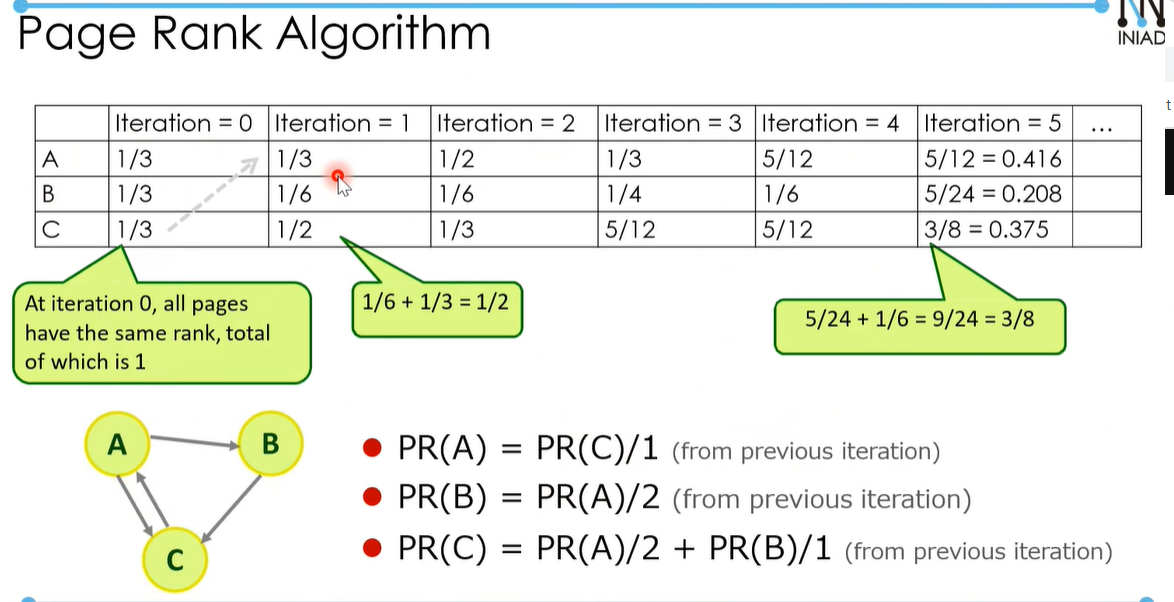 Page Rank Algorithm
INIAD
t
Iteration = 0 Iteration = 1 Iteration = 2 Iteration = 3 Iteration = 4 Iteration = 5 ...
A 1/3 1/3 1/2 1/3 5/12 5/12 = 0.416
B 1/3 1/6 1/6 1/4 1/6 5/24 = 0.208
C 1/3 1/2 1/3 5/12 5/12 3/8 = 0.375
At iteration 0, all pages
have the same rank, total
of which is 1
1/6 + 1/3 = 1/2
5/24 + 1/6 = 9/24 = 3/8
A
B
C
● PR(A) = PR(C)/1 (from previous iteration)
● PR(B) = PR(A)/2 (from previous iteration)
● PR(C) = PR(A)/2 + PR(B)/1 (from previous iteration)